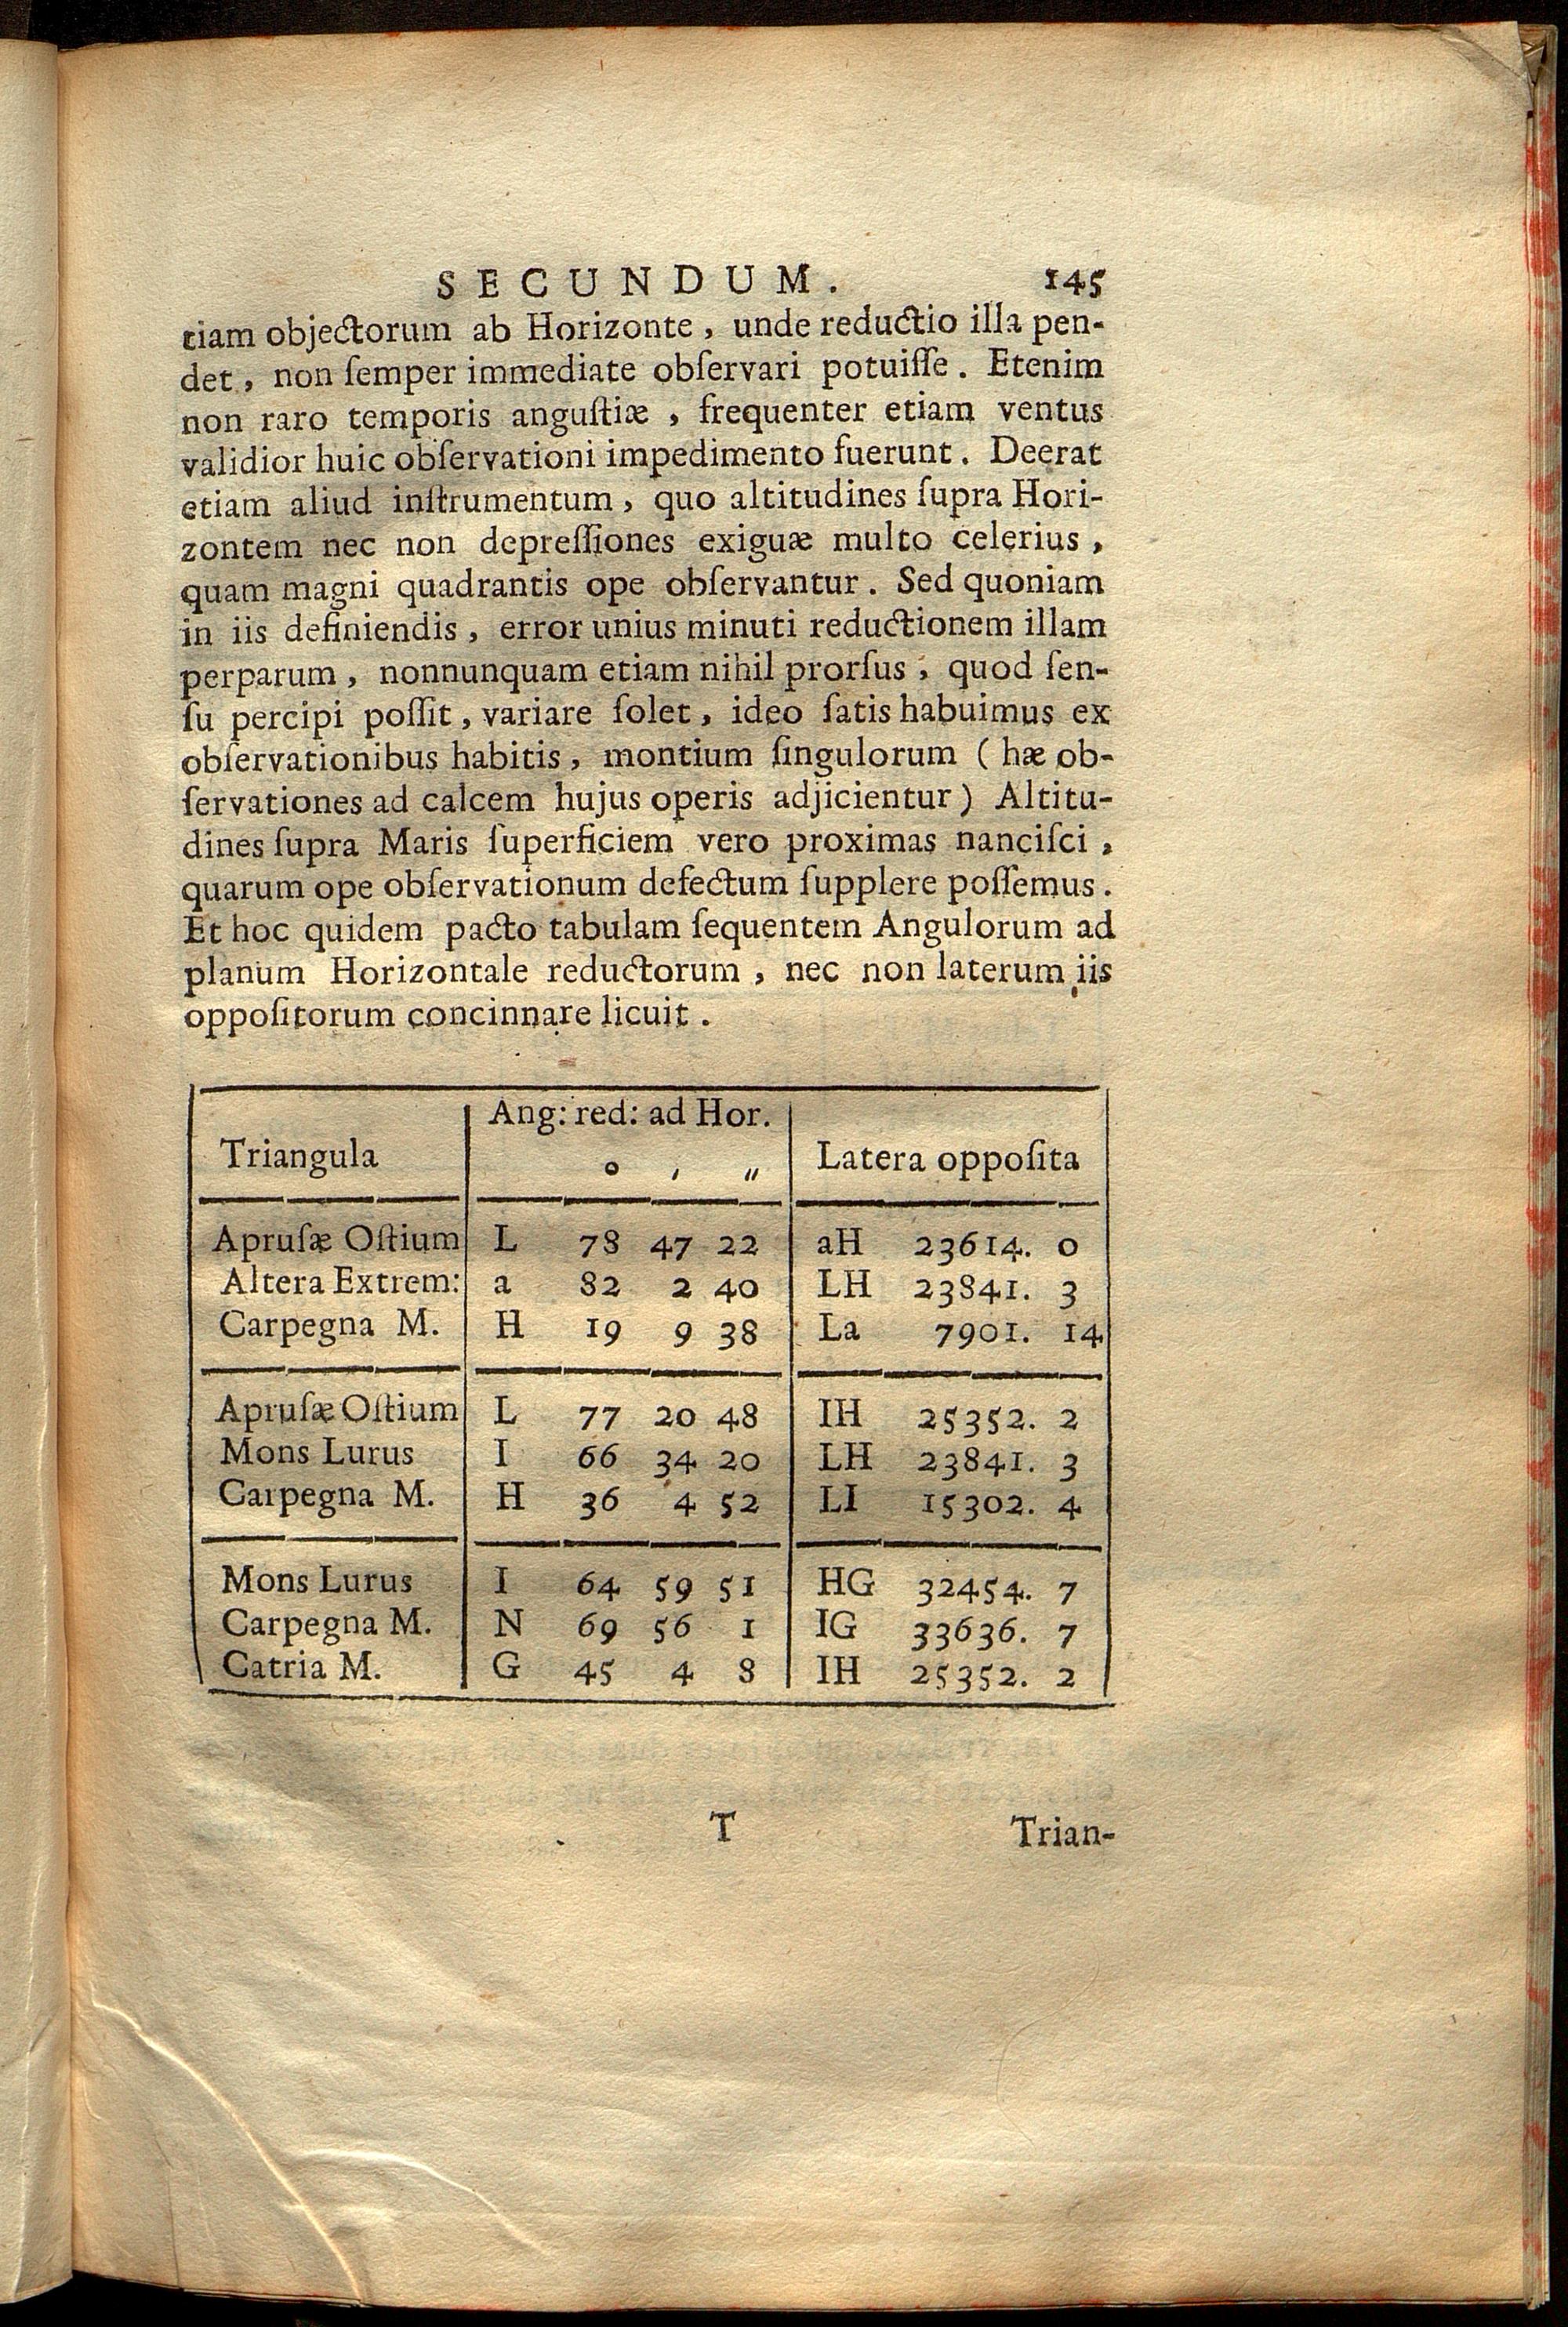 SECUNDUM. 145
tiam objectorum ab Horizonte, unde reductio illa pen-
det, non ſemper immediate obſervari potuiſſe. Etenim
non raro temporis anguſtiæ, frequenter etiam ventus
validior huic obſervationi impedimento fuerunt. Deerat
etiam aliud inſtrumentum, quo altitudines ſupra Hori-
zontem nec non depreſſiones exiguæ multo celerius,
quam magni quadrantis ope obſervantur. Sed quoniam
in iis definiendis, error unius minuti reductionem illam
perparum, nonnunquam etiam nihil prorſus, quod ſen-
ſu percipi poſſit, variare ſolet, ideo ſatis habuimus ex
obſervationibus habitis, montium ſingulorum (hæ ob-
ſervationes ad calcem hujus operis adjicientur) Altitu-
dines ſupra Maris ſuperficiem vero proximas nanciſci,
quarum ope obſervationum defectum ſupplere poſſemus.
Et hoc quidem pacto tabulam ſequentem Angulorum ad
planum Horizontale reductorum, nec non laterum iis
oppoſitorum concinnare licuit.
Ang: red: ad Hor.
Triangula ° ′ ″ Latera oppoſita
Apruſæ Oſtium L 78 47 22 aH 23614. 0
Altera Extrem: a 82 2 40 LH 23841. 3
Carpegna M. H 19 9 38 La 7901. 14
Apruſæ Oſtium L 77 20 48 IH 25352. 2
Mons Lurus I 66 34 20 LH 23841. 3
Carpegna M. H 36 4 52 LI 15302. 4
Mons Lurus I 64 59 51 HG 32454. 7
Carpegna M. N 69 56 1 IG 33636. 7
Catria M. G 45 4 8 IH 25352. 2
T Trian-